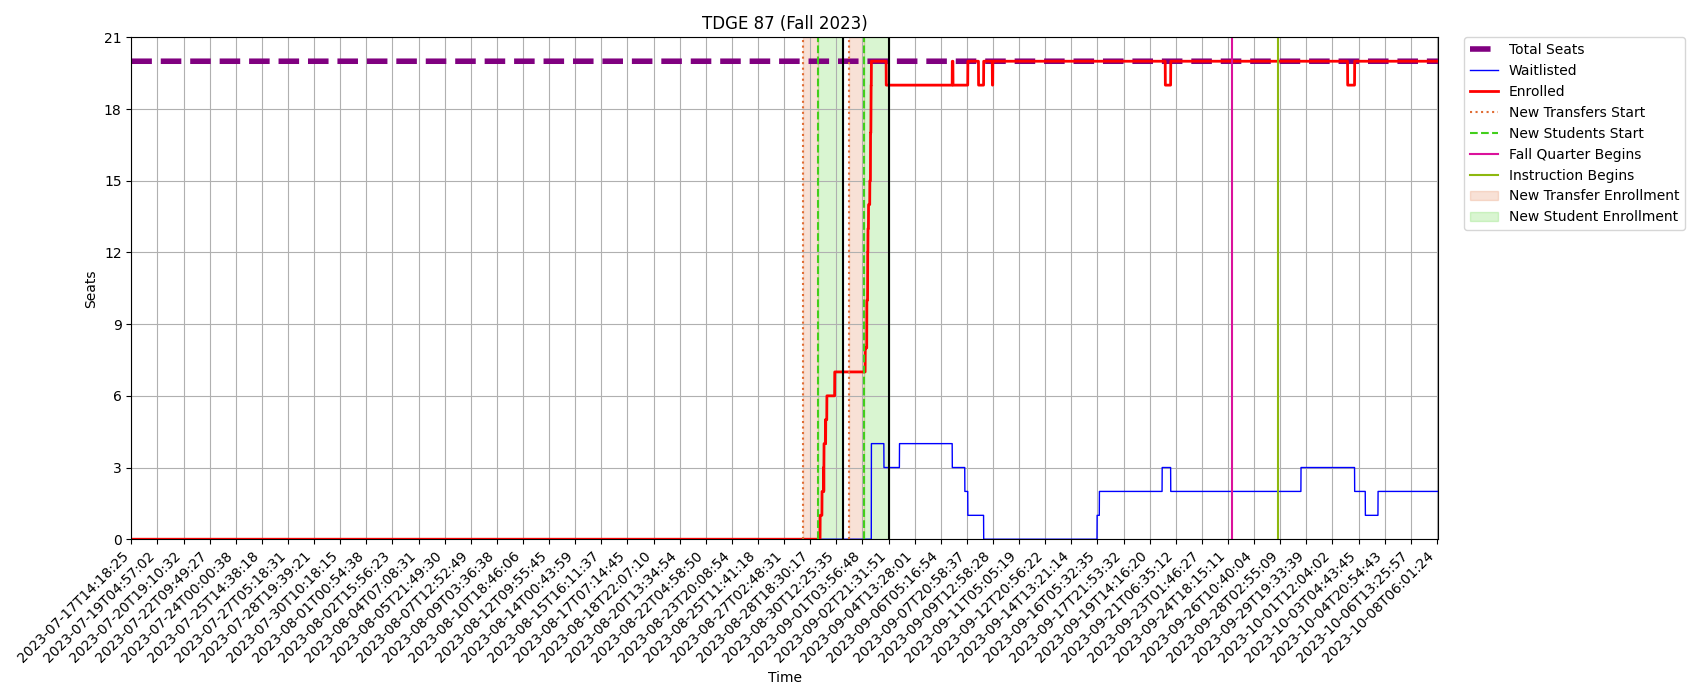 TDGE 87 (Fall 2023)
21
18
15
12
9
6
3
0
Seats
Total Seats
Waitlisted
Enrolled
New Transfers Start
New Students Start
Fall Quarter Begins
Instruction Begins
New Transfer Enrollment
New Student Enrollment
2023-07-17T14:18:25
2023-07-19T04:57:02
2023-07-20T19:10:32
2023-07-22T09:49:27
2023-07-24T00:00:38
2023-07-25T14:38:18
2023-07-27T05:18:31
2023-07-28T19:39:21
2023-07-30T10:18:15
2023-08-01T00:54:38
2023-08-02T15:56:23
2023-08-04T07:08:31
2023-08-05T21:49:30
2023-08-07T12:52:49
2023-08-09T03:36:38
2023-08-10T18:46:06
2023-08-12T09:55:45
2023-08-14T00:43:59
2023-08-15T16:11:37
2023-08-17T07:14:45
2023-08-18T22:07:10
2023-08-20T13:34:54
2023-08-22T04:58:50
2023-08-23T20:08:54
2023-08-25T11:41:18
2023-08-27T02:48:31
2023-08-28T18:30:17
2023-08-30T12:25:35
2023-09-01T03:56:48
2023-09-02T21:31:51
2023-09-04T13:28:01
2023-09-06T05:16:54
2023-09-07T20:58:37
2023-09-09T12:58:28
2023-09-11T05:05:19
2023-09-12T20:56:22
2023-09-14T13:21:14
2023-09-16T05:32:35
2023-09-17T21:53:32
2023-09-19T14:16:20
2023-09-21T06:35:12
2023-09-23T01:46:27
2023-09-24T18:15:11
2023-09-26T10:40:04
2023-09-28T02:55:09
2023-09-29T19:33:39
2023-10-01T12:04:02
2023-10-03T04:43:45
2023-10-04T20:54:43
2023-10-06T13:25:57
2023-10-08T06:01:24
Time